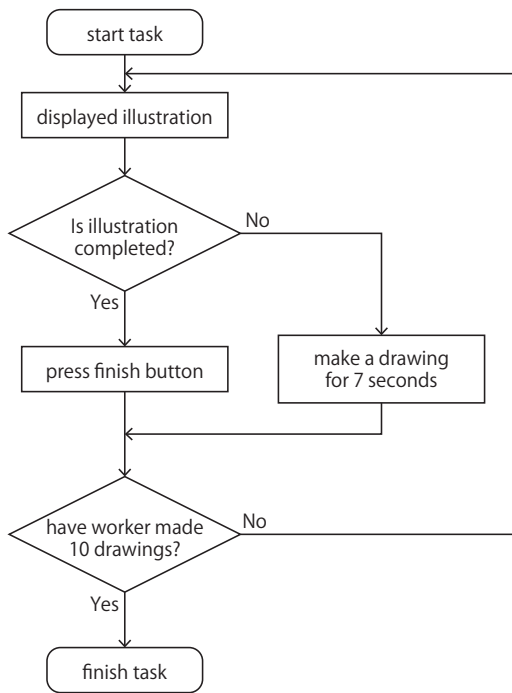 start task
displayed illustration
Is illustration
completed?
No
Yes
press finish button
make a drawing
for 7 seconds
have worker made
10 drawings?
No
Yes
finish task